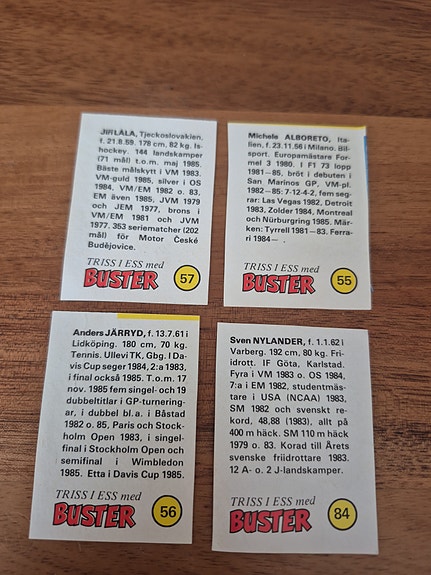 Jiří LÁLA, Tjeckoslovakien,
f. 21.8.59. 178 cm, 82 kg. Is-
hockey. 144 landskamper
(71 mål) t.o.m. maj 1985.
Bäste målskytt i VM 1983.
VM-guld 1985, silver i OS
1984, VM/EM 1982 o. 83,
EM även 1985, JVM 1979
och JEM 1977, brons i
VM/EM 1981 och JVM
1977. 353 seriematcher (202
mål) för Motor České
Budějovice.
TRISS I ESS med
BUSTER
57
Michele ALBORETO, Ita-
lien, f. 23.11.56 i Milano. Bil-
sport. Europamästare For-
mel 3 1980. I F1 73 lopp
1981–85, bröt i debuten i
San Marinos GP, VM-pl.
1982–85: 7-12-4-2, fem seg-
rar: Las Vegas 1982, Detroit
1983, Zolder 1984, Montreal
och Nürburgring 1985. Mär-
ken: Tyrrell 1981–83. Ferra-
ri 1984– .
TRISS I ESS med
BUSTER
55
Anders JÄRRYD, f. 13.7.61 i
Lidköping. 180 cm, 70 kg.
Tennis. Ullevi TK, Gbg. I Da-
vis Cup seger 1984, 2:a 1983,
i final också 1985. T.o.m. 17
nov. 1985 fem singel- och 19
dubbeltitlar i GP-turnering-
ar, i dubbel bl.a. i Båstad
1982 o. 85, Paris och Stock-
holm Open 1983, i singel-
final i Stockholm Open och
semifinal i Wimbledon
1985. Etta i Davis Cup 1985.
TRISS I ESS med
BUSTER
56
Sven NYLANDER, f. 1.1.62 i
Varberg. 192 cm, 80 kg. Fri-
idrott. IF Göta, Karlstad.
Fyra i VM 1983 o. OS 1984,
7:a i EM 1982, studentmäs-
tare i USA (NCAA) 1983,
SM 1982 och svenskt re-
kord, 48,88 (1983), allt på
400 m häck. SM 110 m häck
1979 o. 83. Korad till Årets
svenske friidrottare 1983.
12 A- o. 2 J-landskamper.
TRISS I ESS med
BUSTER
84